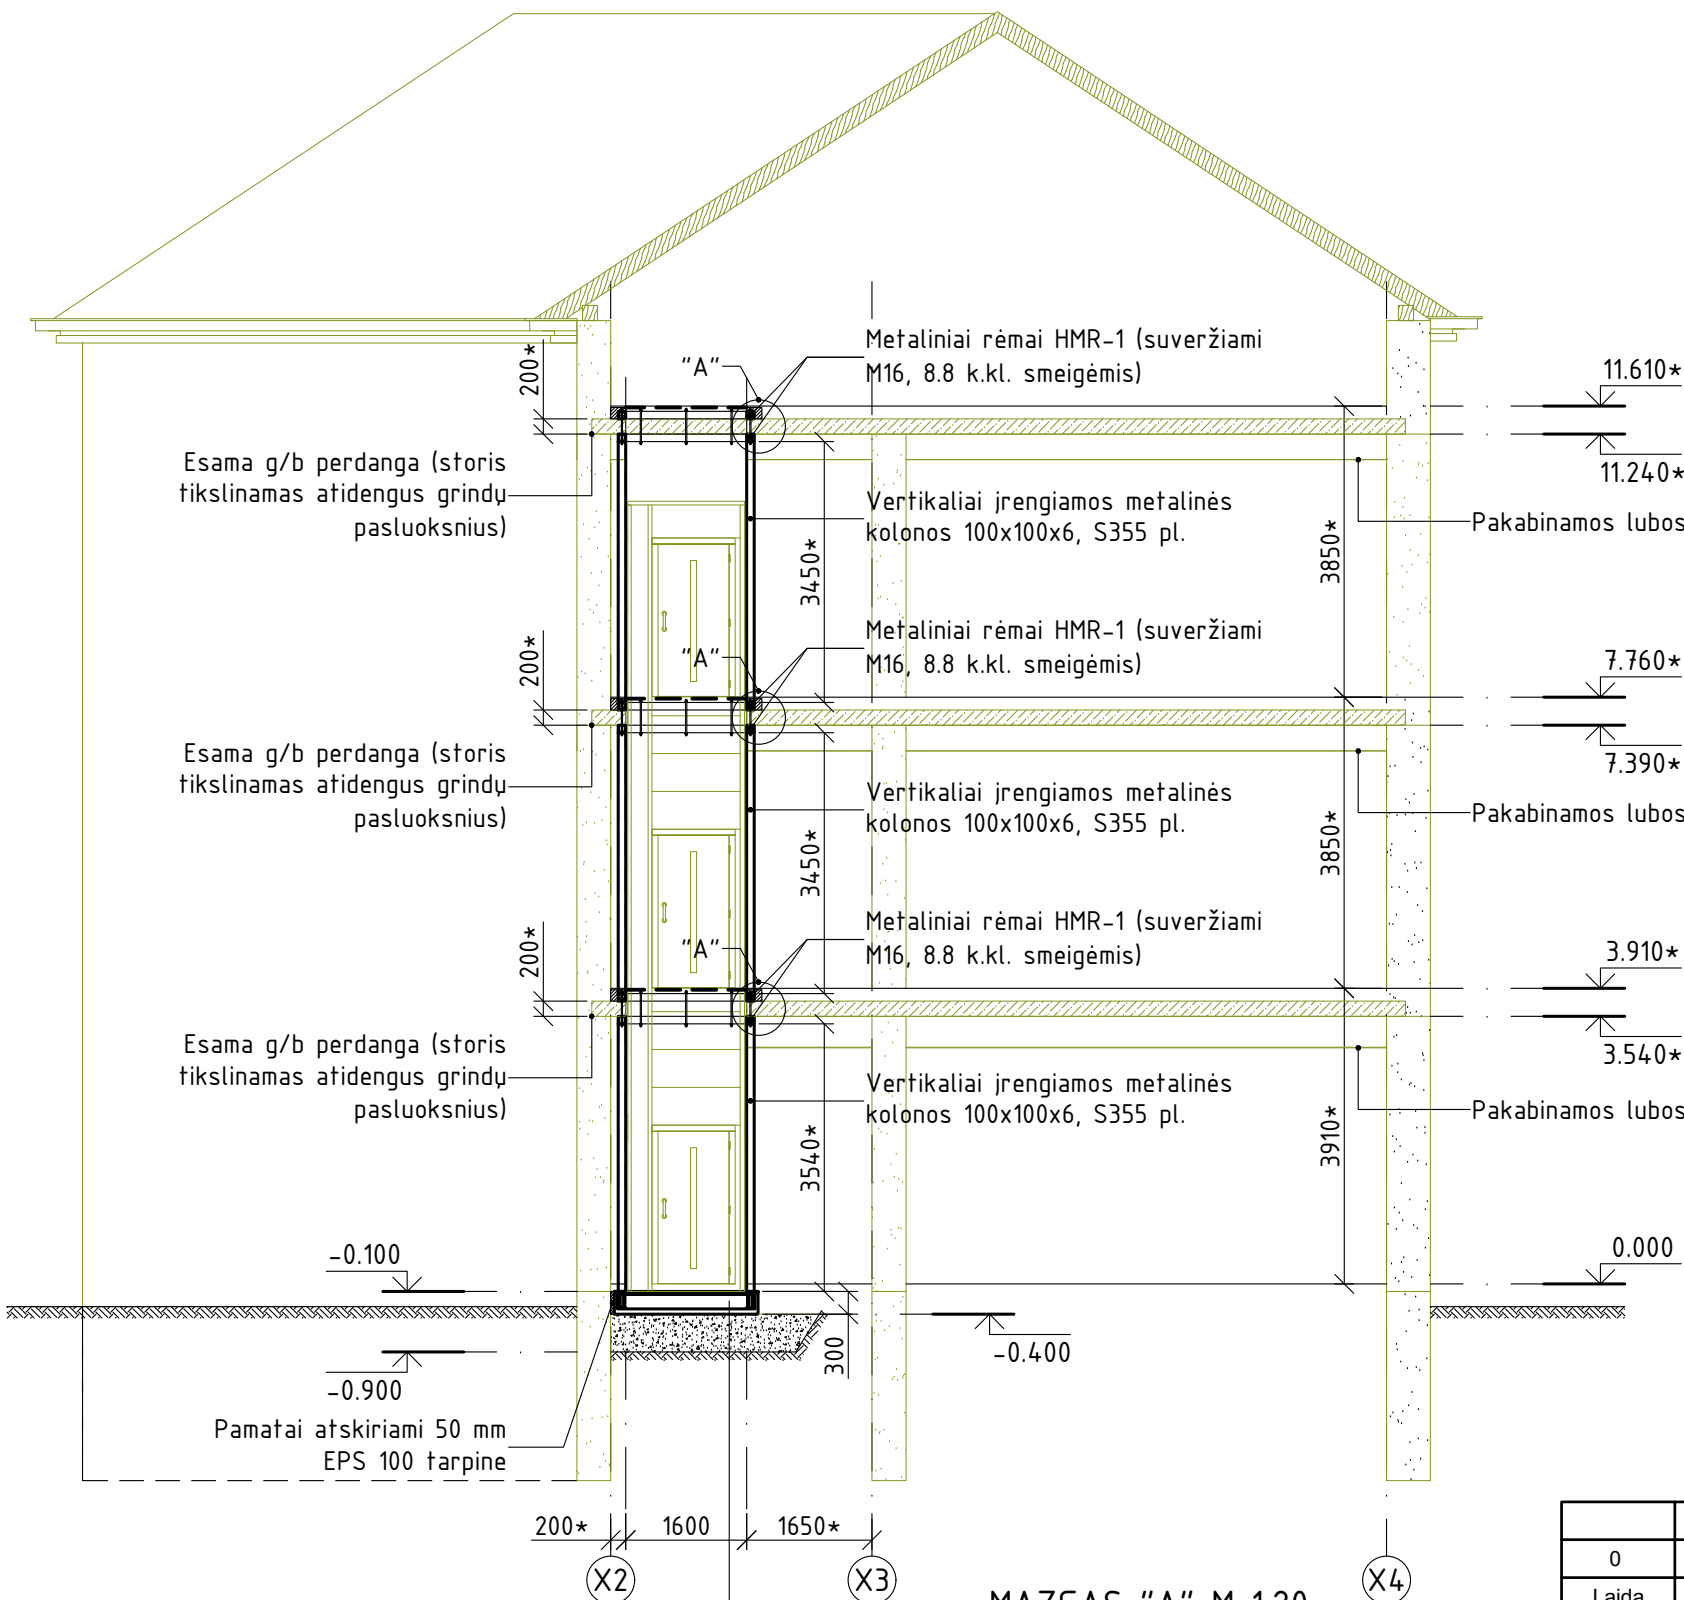 Metaliniai rėmai HMR-1 (suveržiami
M16, 8.8 k.kl. smeigėmis)
"A"
200*
11.610*
11.240*
Esama g/b perdanga (storis
tikslinamas atidengus grindų
pasluoksnius)
Vertikaliai įrengiamos metalinės
kolonos 100x100x6, S355 pl.
Pakabinamos lubos
3450*
3850*
Metaliniai rėmai HMR-1 (suveržiami
M16, 8.8 k.kl. smeigėmis)
"A"
200*
7.760*
7.390*
Esama g/b perdanga (storis
tikslinamas atidengus grindų
pasluoksnius)
Vertikaliai įrengiamos metalinės
kolonos 100x100x6, S355 pl.
Pakabinamos lubos
3450*
3850*
Metaliniai rėmai HMR-1 (suveržiami
M16, 8.8 k.kl. smeigėmis)
"A"
200*
3.910*
3.540*
Esama g/b perdanga (storis
tikslinamas atidengus grindų
pasluoksnius)
Vertikaliai įrengiamos metalinės
kolonos 100x100x6, S355 pl.
Pakabinamos lubos
3540*
3910*
-0.100
0.000
300
-0.400
-0.900
Pamatai atskiriami 50 mm
EPS 100 tarpine
200*
1600
1650*
X2
X3
X4
MAZGAS "A" M 1:20
0
Laida